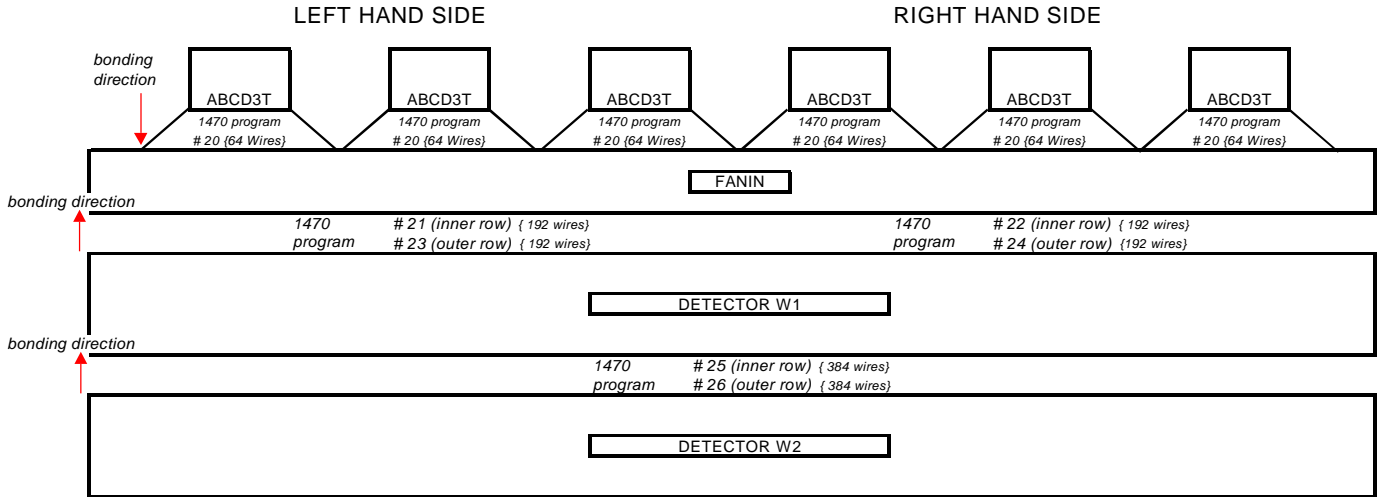 LEFT HAND SIDE RIGHT HAND SIDE
bonding
direction
ABCD3T ABCD3T ABCD3T ABCD3T ABCD3T ABCD3T
1470 program 1470 program 1470 program 1470 program 1470 program 1470 program
# 20 {64 Wires} # 20 {64 Wires} # 20 {64 Wires} # 20 {64 Wires} # 20 {64 Wires} # 20 {64 Wires}
FANIN
bonding direction
1470 # 21 (inner row) { 192 wires} 1470 # 22 (inner row) { 192 wires}
program # 23 (outer row) { 192 wires} program # 24 (outer row) {192 wires}
DETECTOR W1
bonding direction
1470 # 25 (inner row) { 384 wires}
program # 26 (outer row) { 384 wires}
DETECTOR W2